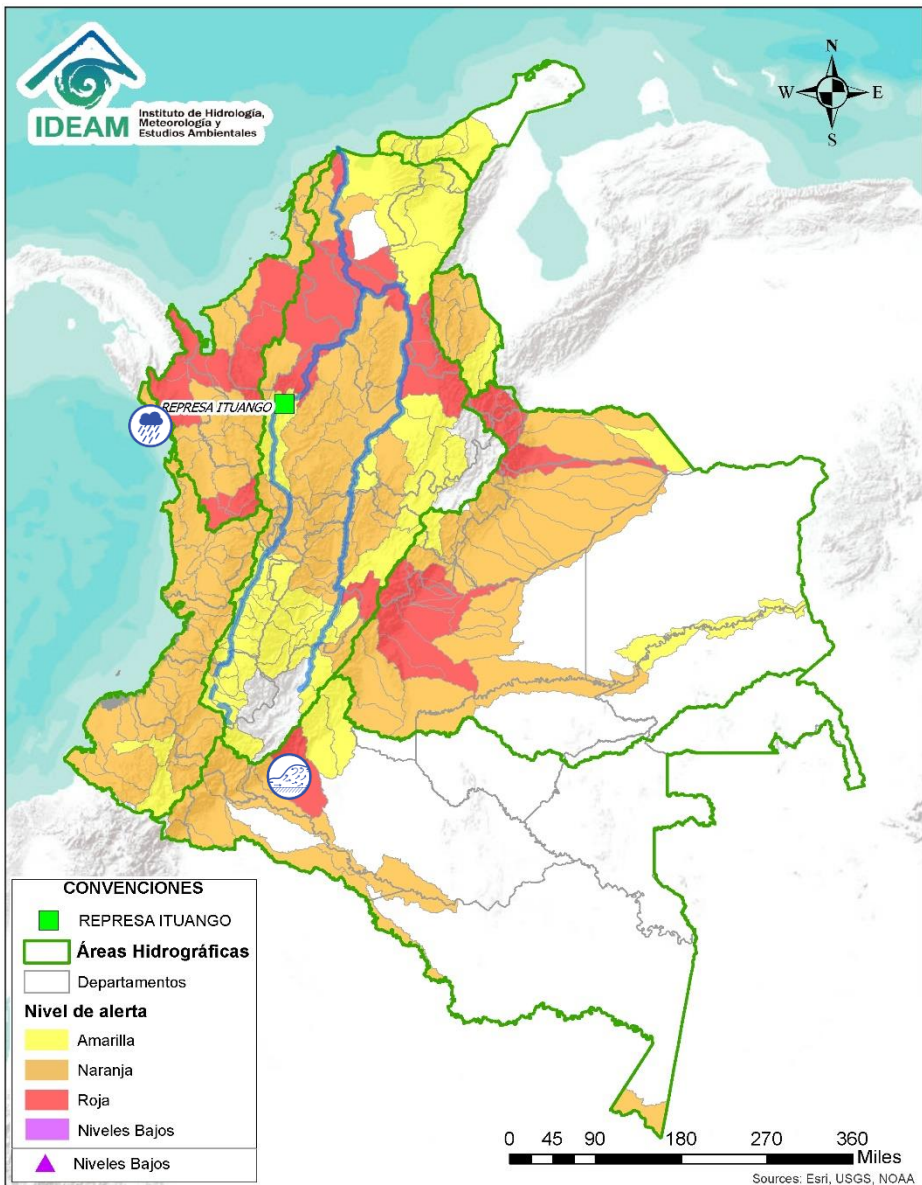 IDEAM
Instituto de Hidrología,
Meteorología y
Estudios Ambientales
N
W
E
S
REPRESA ITUANGO
CONVENCIONES
REPRESA ITUANGO
Áreas Hidrográficas
Departamentos
Nivel de alerta
Amarilla
Naranja
Roja
Niveles Bajos
Niveles Bajos
0 45 90 180 270 360
Miles
Sources: Esri, USGS, NOAA